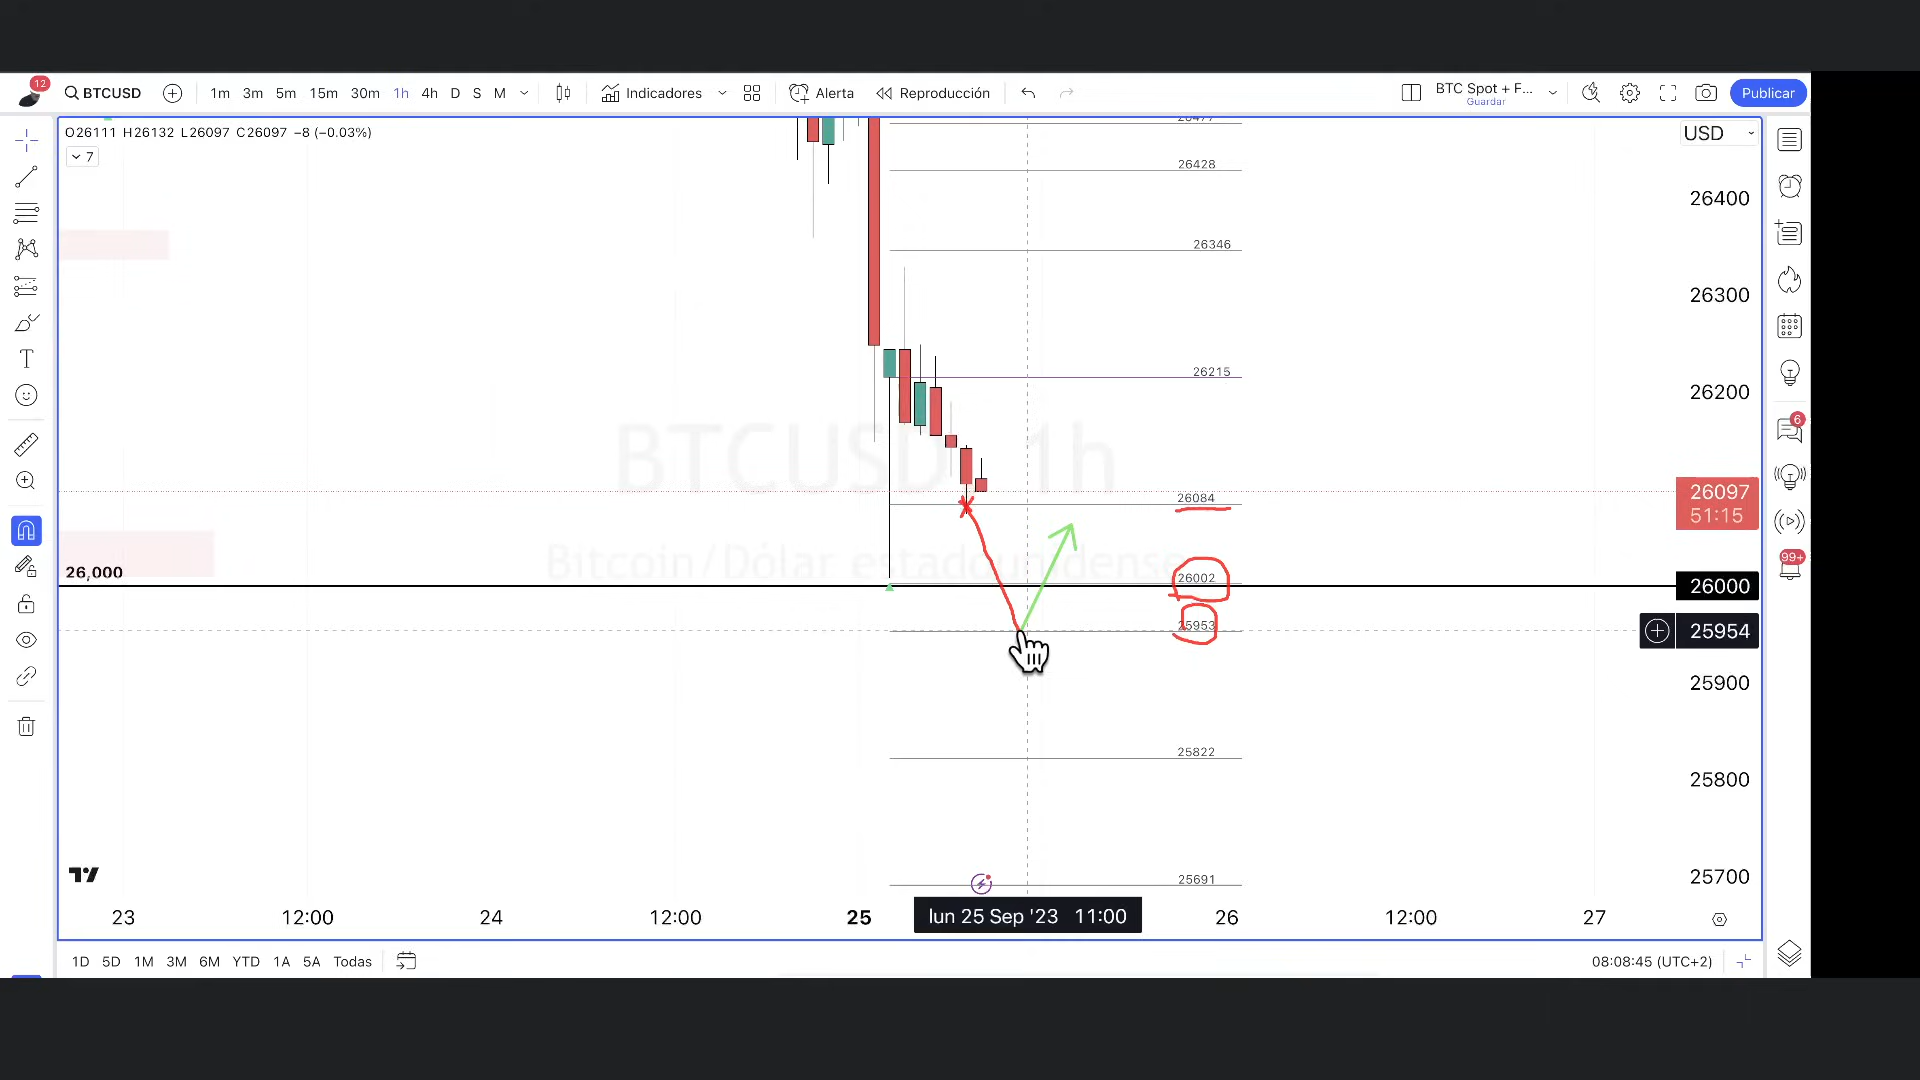 12
BTCUSD
1m 3m 5m 15m 30m 1h 4h D S M
Indicadores
Alerta
Reproducción
BTC Spot + F...
Guardar
Publicar
O26111 H26132 L26097 C26097 −8 (−0.03%)
7
USD
26477
26428
26400
26346
26300
26215
26200
BTCUSD 1h
26084
26097
51:15
6
Bitcoin/Dólar estadounidense
99+
26,000
26002
26000
25953
25954
25900
25822
25800
25691
25700
23 12:00 24 12:00 25 lun 25 Sep '23 11:00 26 12:00 27
1D 5D 1M 3M 6M YTD 1A 5A Todas
08:08:45 (UTC+2)